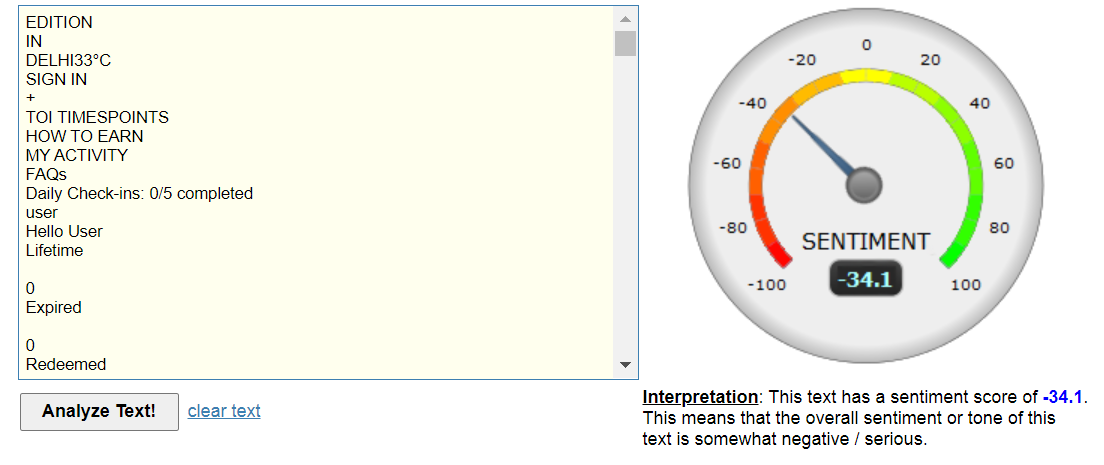 EDITION
IN
DELHI33°C
SIGN IN
+
TOI TIMESPOINTS
HOW TO EARN
MY ACTIVITY
FAQs
Daily Check-ins: 0/5 completed
user
Hello User
Lifetime
0
Expired
0
Redeemed
Analyze Text! clear text
0
-20 20
-40 40
-60 60
-80 80
SENTIMENT
-34.1
-100 100
Interpretation: This text has a sentiment score of -34.1.
This means that the overall sentiment or tone of this
text is somewhat negative / serious.